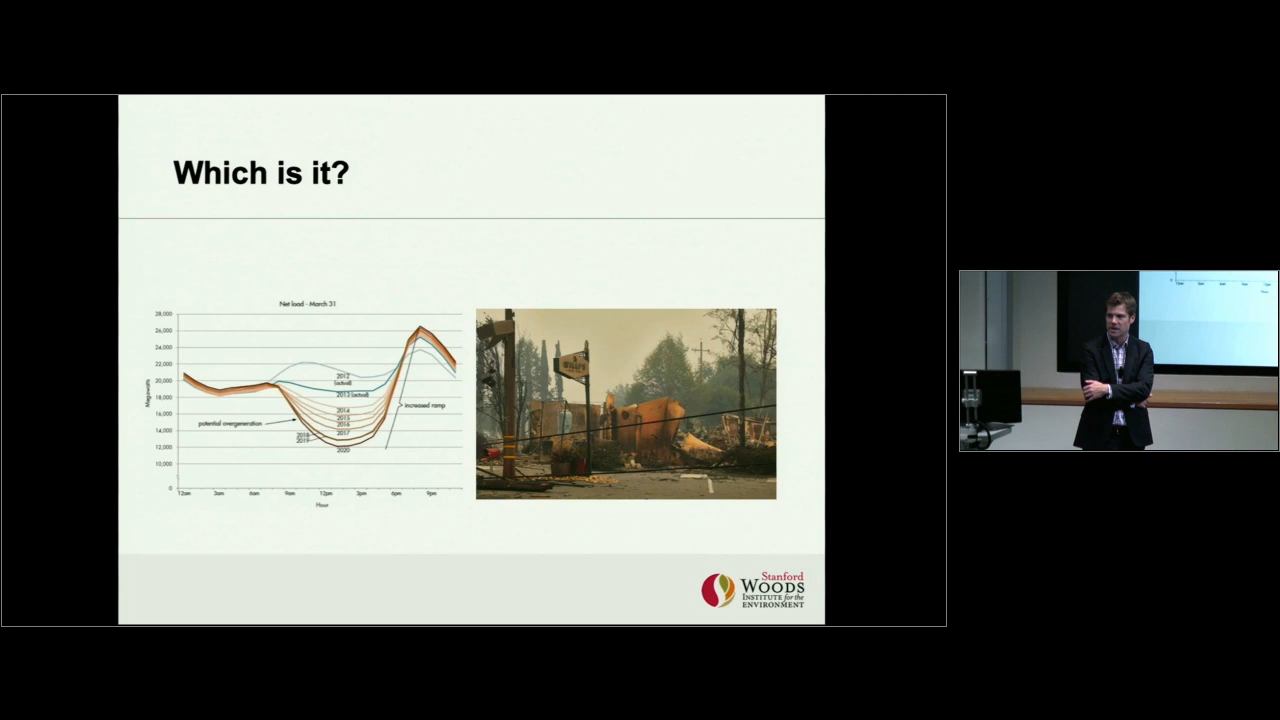 Which is it?
Net load - March 31
28,000
26,000
24,000
22,000
20,000
18,000
16,000
14,000
12,000
10,000
0
Megawatts
2012
(actual)
2013 (actual)
2014
2015
2016
2017
2018
2019
2020
potential overgeneration
increased ramp
12am
3am
6am
9am
12pm
3pm
6pm
9pm
Hour
Stanford
WOODS
INSTITUTE for the
ENVIRONMENT